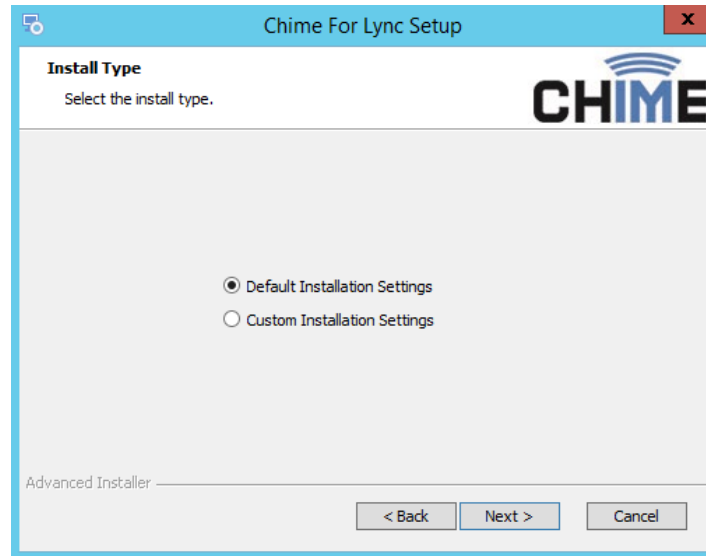 Chime For Lync Setup
x
Install Type
Select the install type.
CHIME
Default Installation Settings
Custom Installation Settings
Advanced Installer
< Back Next > Cancel